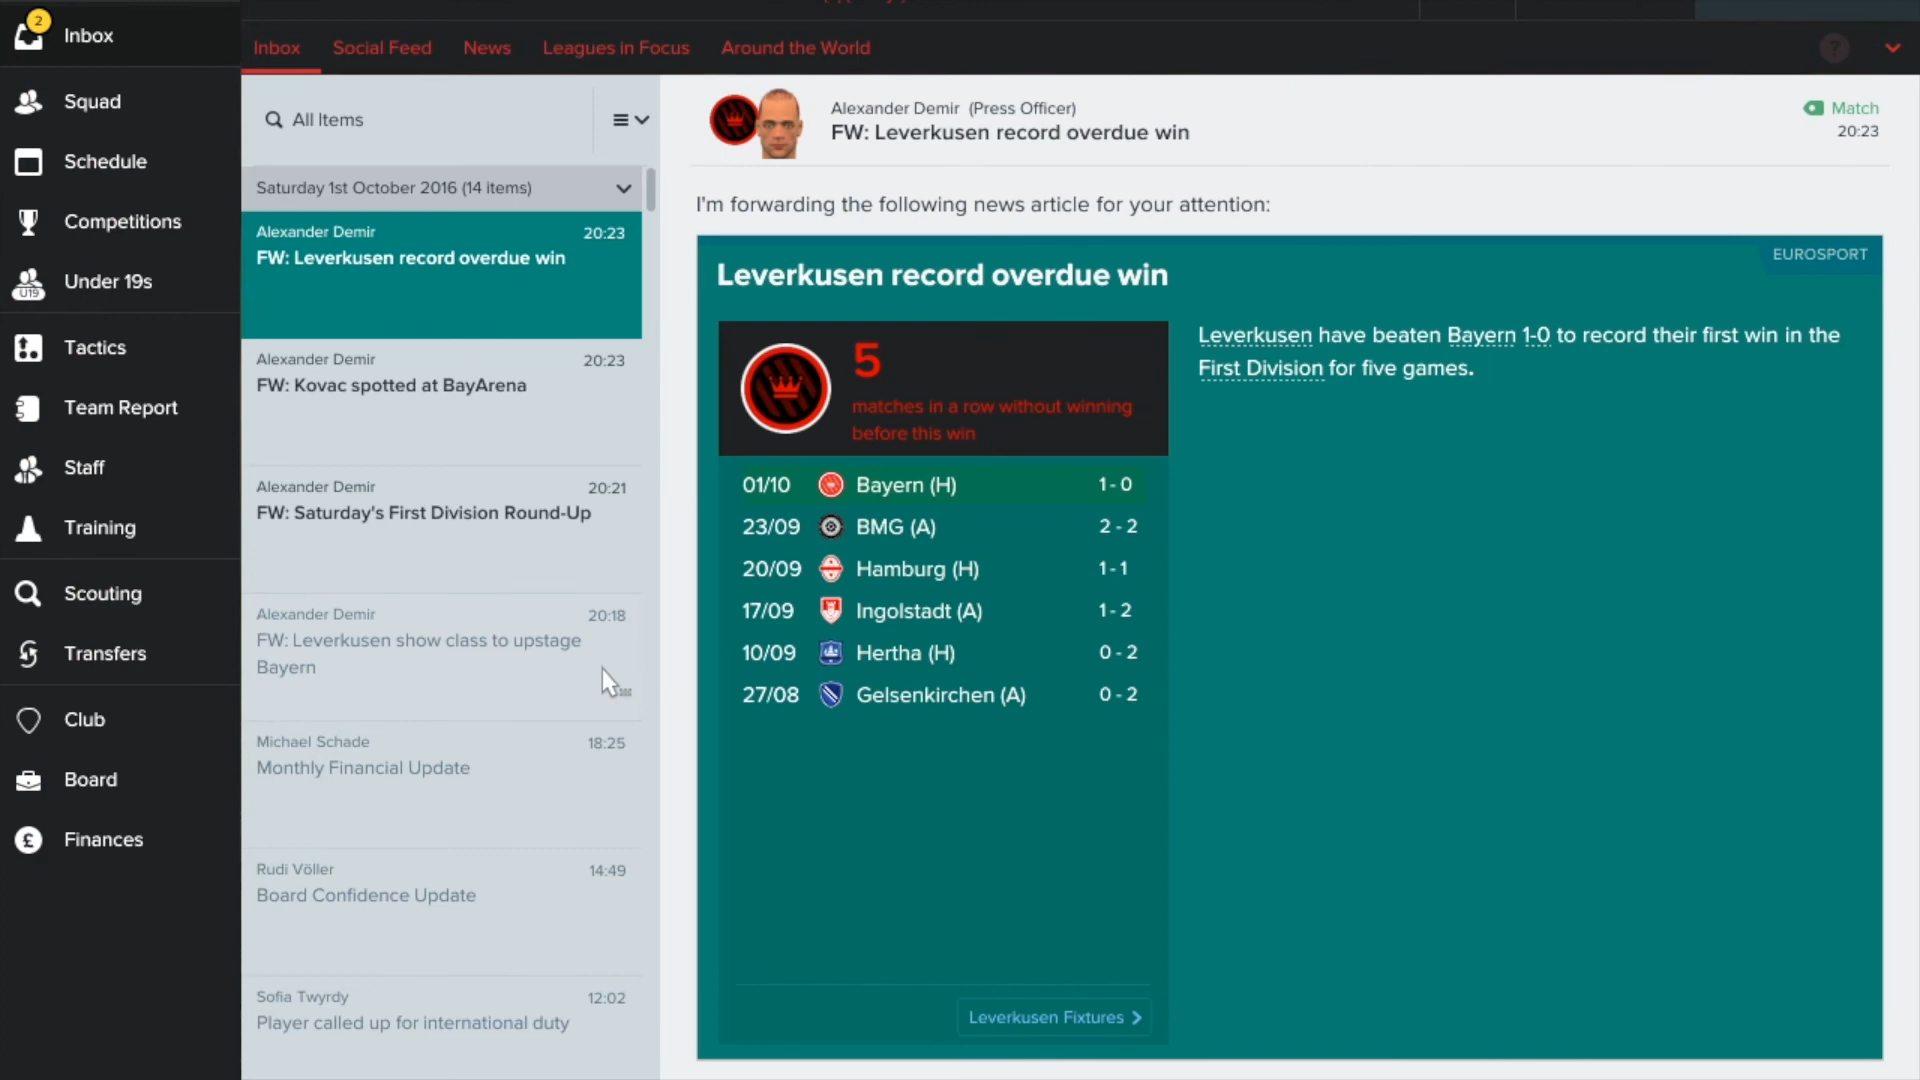 2
Inbox
Squad
Schedule
Competitions
U19
Under 19s
Tactics
Team Report
Staff
Training
Scouting
Transfers
Club
Board
£
Finances
Inbox Social Feed News Leagues in Focus Around the World
?
All Items
Saturday 1st October 2016 (14 items)
Alexander Demir 20:23
FW: Leverkusen record overdue win
Alexander Demir 20:23
FW: Kovac spotted at BayArena
Alexander Demir 20:21
FW: Saturday's First Division Round-Up
Alexander Demir 20:18
FW: Leverkusen show class to upstage
Bayern
Michael Schade 18:25
Monthly Financial Update
Rudi Völler 14:49
Board Confidence Update
Sofia Twyrdy 12:02
Player called up for international duty
Alexander Demir (Press Officer)
FW: Leverkusen record overdue win
Match
20:23
I'm forwarding the following news article for your attention:
EUROSPORT
Leverkusen record overdue win
5
matches in a row without winning
before this win
01/10 Bayern (H) 1 - 0
23/09 BMG (A) 2 - 2
20/09 Hamburg (H) 1 - 1
17/09 Ingolstadt (A) 1 - 2
10/09 Hertha (H) 0 - 2
27/08 Gelsenkirchen (A) 0 - 2
Leverkusen Fixtures
Leverkusen have beaten Bayern 1-0 to record their first win in the
First Division for five games.